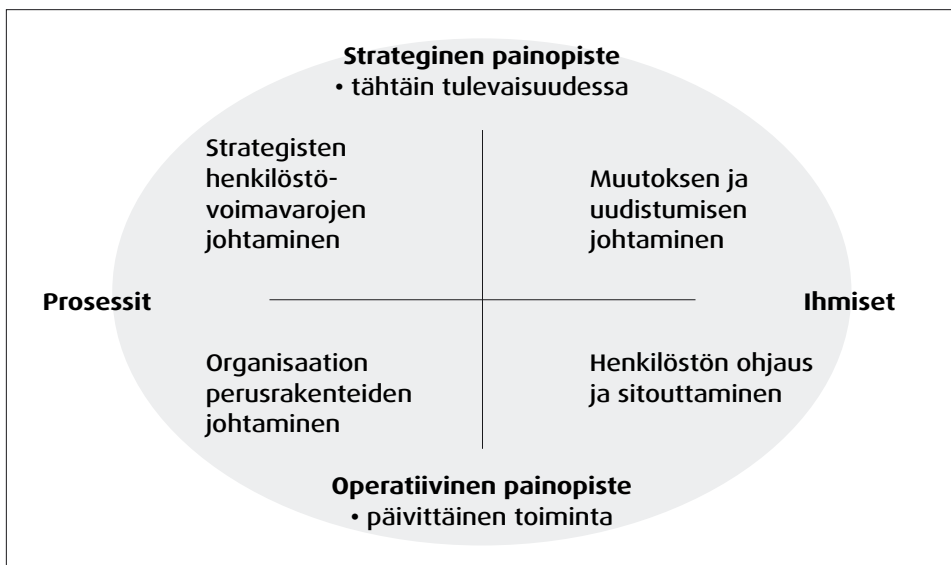 Strateginen painopiste
• tähtäin tulevaisuudessa
Strategisten
henkilöstö-
voimavarojen
johtaminen
Muutoksen ja
uudistumisen
johtaminen
Prosessit
Ihmiset
Organisaation
perusrakenteiden
johtaminen
Henkilöstön ohjaus
ja sitouttaminen
Operatiivinen painopiste
• päivittäinen toiminta